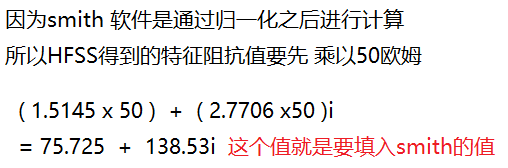 因为smith 软件是通过归一化之后进行计算
所以HFSS得到的特征阻抗值要先 乘以50欧姆
( 1.5145 x 50 ) + ( 2.7706 x50 )i
= 75.725 + 138.53i 这个值就是要填入smith的值